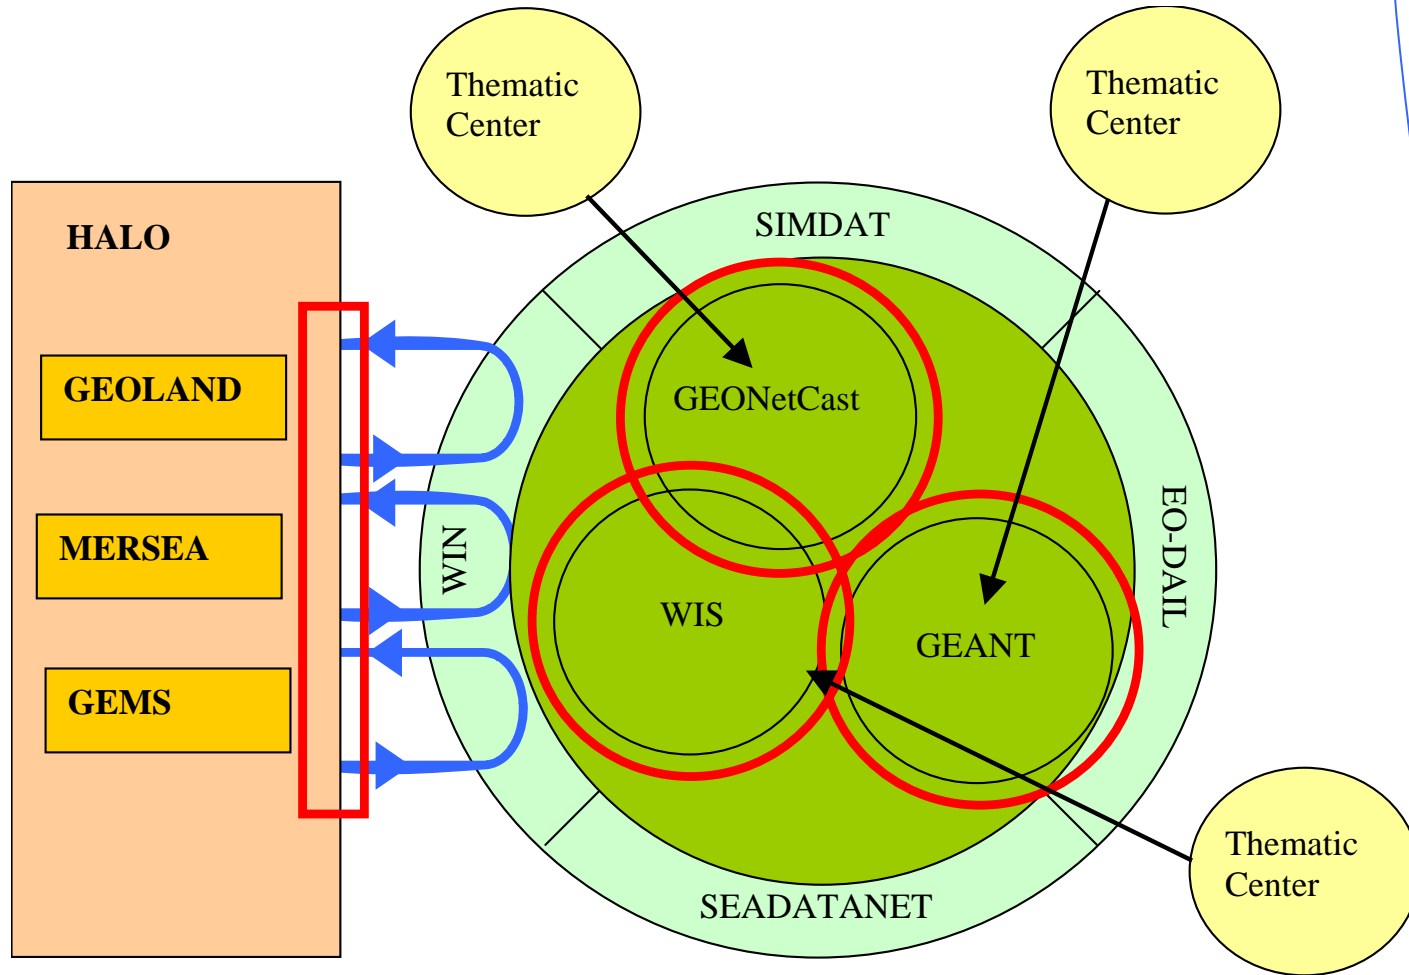 Thematic
Center
Thematic
Center
HALO
SIMDAT
GEOLAND
GEONetCast
MERSEA
WIN
EO-DAIL
WIS
GEANT
GEMS
Thematic
Center
SEADATANET